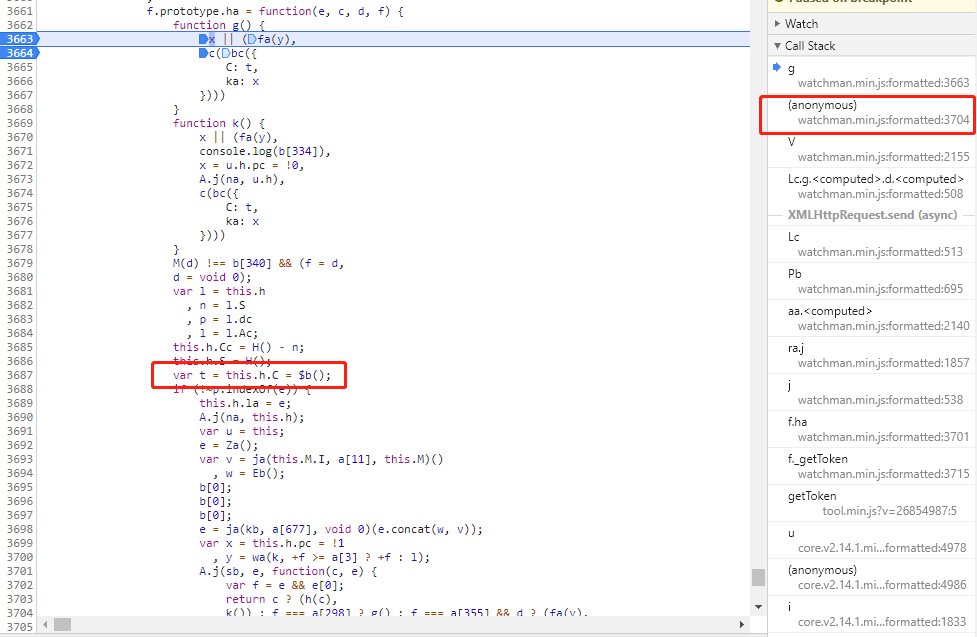 3661 f.prototype.ha = function(e, c, d, f) {
3662 function g() {
3663 x || (fa(y),
3664 c(bc({
3665 C: t,
3666 ka: x
3667 })))
3668 }
3669 function k() {
3670 x || (fa(y),
3671 console.log(b[334]),
3672 x = u.h.pc = !0,
3673 A.j(na, u.h),
3674 c(bc({
3675 C: t,
3676 ka: x
3677 })))
3678 }
3679 M(d) !== b[340] && (f = d,
3680 d = void 0);
3681 var l = this.h
3682 , n = l.S
3683 , p = l.dc
3684 , l = l.Ac;
3685 this.h.Cc = H() - n;
3686 this.h.S = H();
3687 var t = this.h.C = $b();
3688 if (!~p.indexOf(e)) {
3689 this.h.la = e;
3690 A.j(na, this.h);
3691 var u = this;
3692 e = Za();
3693 var v = ja(this.M.I, a[11], this.M)()
3694 , w = Eb();
3695 b[0];
3696 b[0];
3697 b[0];
3698 e = ja(kb, a[677], void 0)(e.concat(w, v));
3699 var x = this.h.pc = !1
3700 , y = wa(k, +f >= a[3] ? +f : l);
3701 A.j(sb, e, function(c, e) {
3702 var f = e && e[0];
3703 return c ? (h(c),
3704 k()) : f === a[298] ? g() : f === a[355] && d ? (fa(y),
3705
Paused on breakpoint
Watch
Call Stack
g
watchman.min.js:formatted:3663
(anonymous)
watchman.min.js:formatted:3704
V
watchman.min.js:formatted:2155
Lc.g.<computed>.d.<computed>
watchman.min.js:formatted:508
XMLHttpRequest.send (async)
Lc
watchman.min.js:formatted:513
Pb
watchman.min.js:formatted:695
aa.<computed>
watchman.min.js:formatted:2140
ra.j
watchman.min.js:formatted:1857
j
watchman.min.js:formatted:538
f.ha
watchman.min.js:formatted:3701
f._getToken
watchman.min.js:formatted:3715
getToken
tool.min.js?v=26854987:5
u
core.v2.14.1.mi...formatted:4978
(anonymous)
core.v2.14.1.mi...formatted:4986
i
core.v2.14.1.mi...formatted:1833